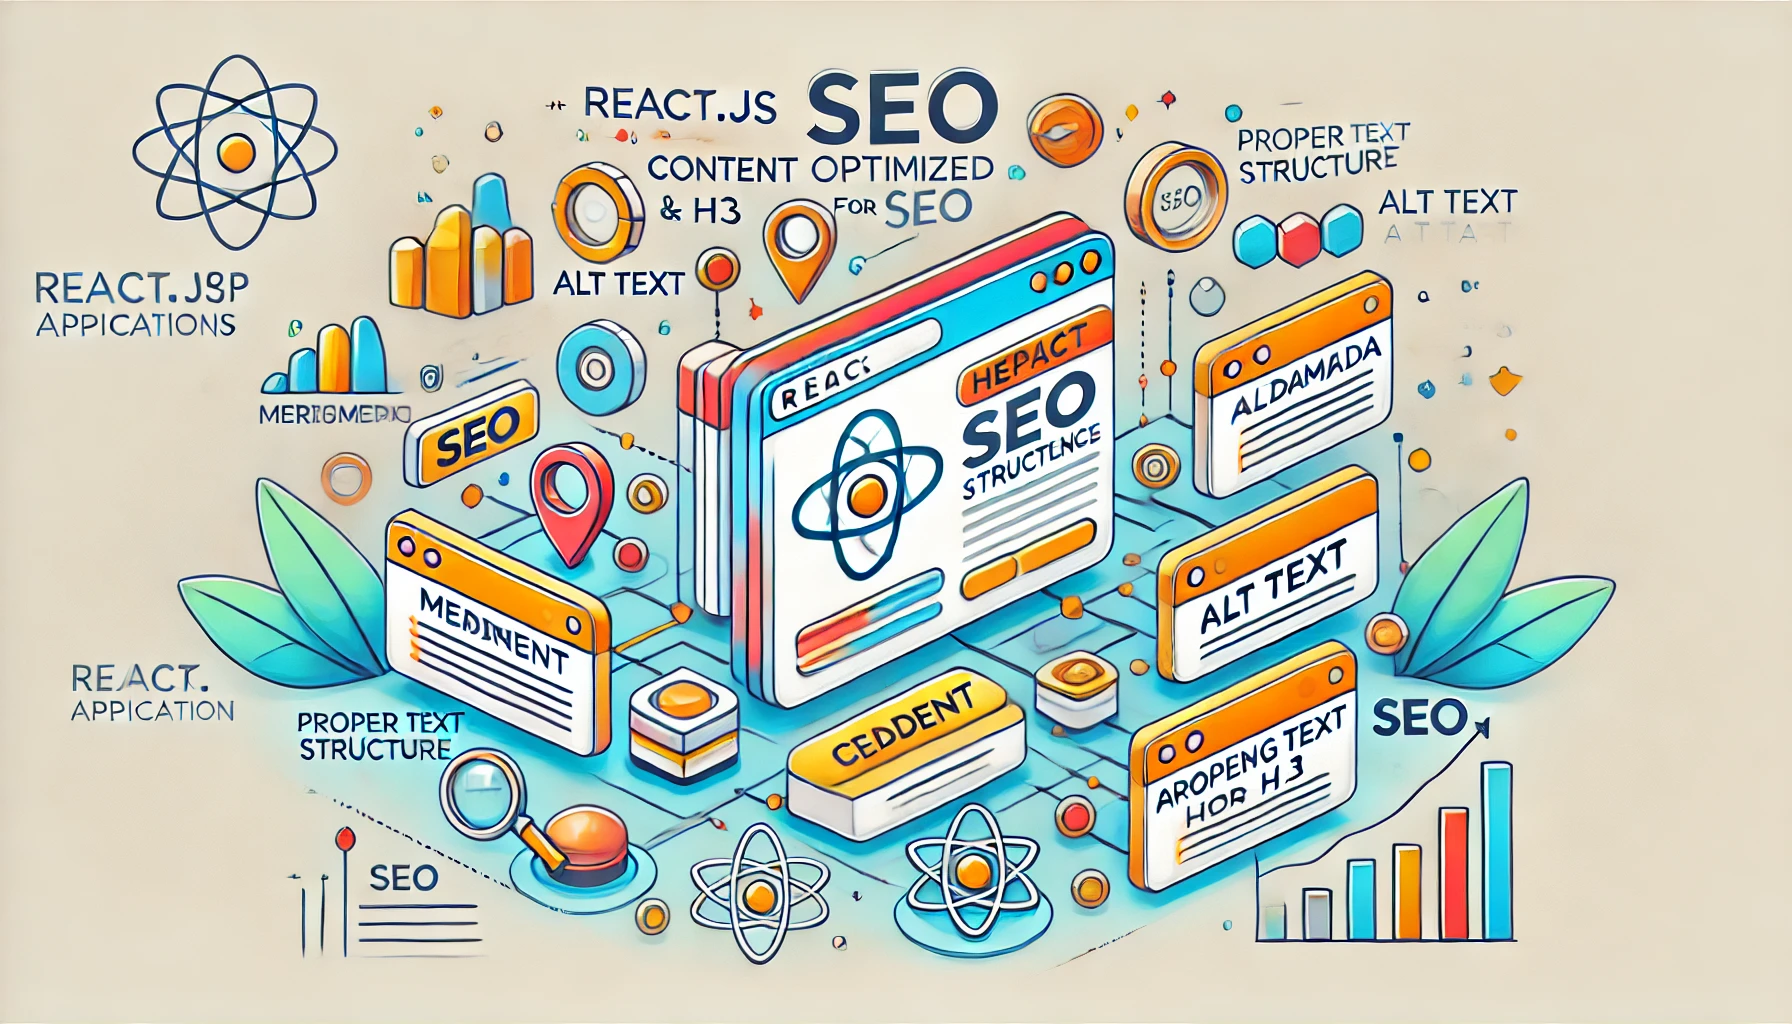 REACT.JS SEO
CONTENT OPTIMIZED
& H3 FOR SEO
PROPER TEXT
STRUCTURE
SEO
ALT TEXT
ALT TEXT
REACT.JSP
APPICATIONS
REACT
HEPACT
SEO
STRUCTLNCE
ALDAMADA
SEO
MEDINENT
ALT TEXT
REACT.
APPICATION
PROPER TEXT
STRUCTURE
CEDDENT
AROPENG TEXT
HOR H3
SEO
SEO